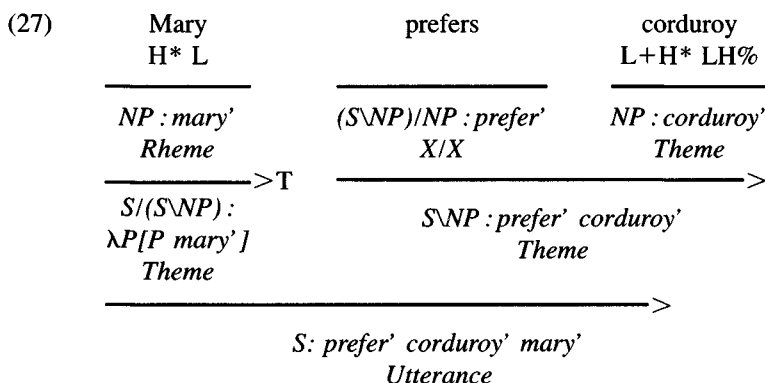 (27) Mary prefers corduroy
H* L L+H* LH%
NP : mary' (S\NP)/NP : prefer' NP : corduroy'
Rheme X/X Theme
>T >
S/(S\NP) : S\NP : prefer' corduroy'
λP[P mary'] Theme
Theme
>
S: prefer' corduroy' mary'
Utterance